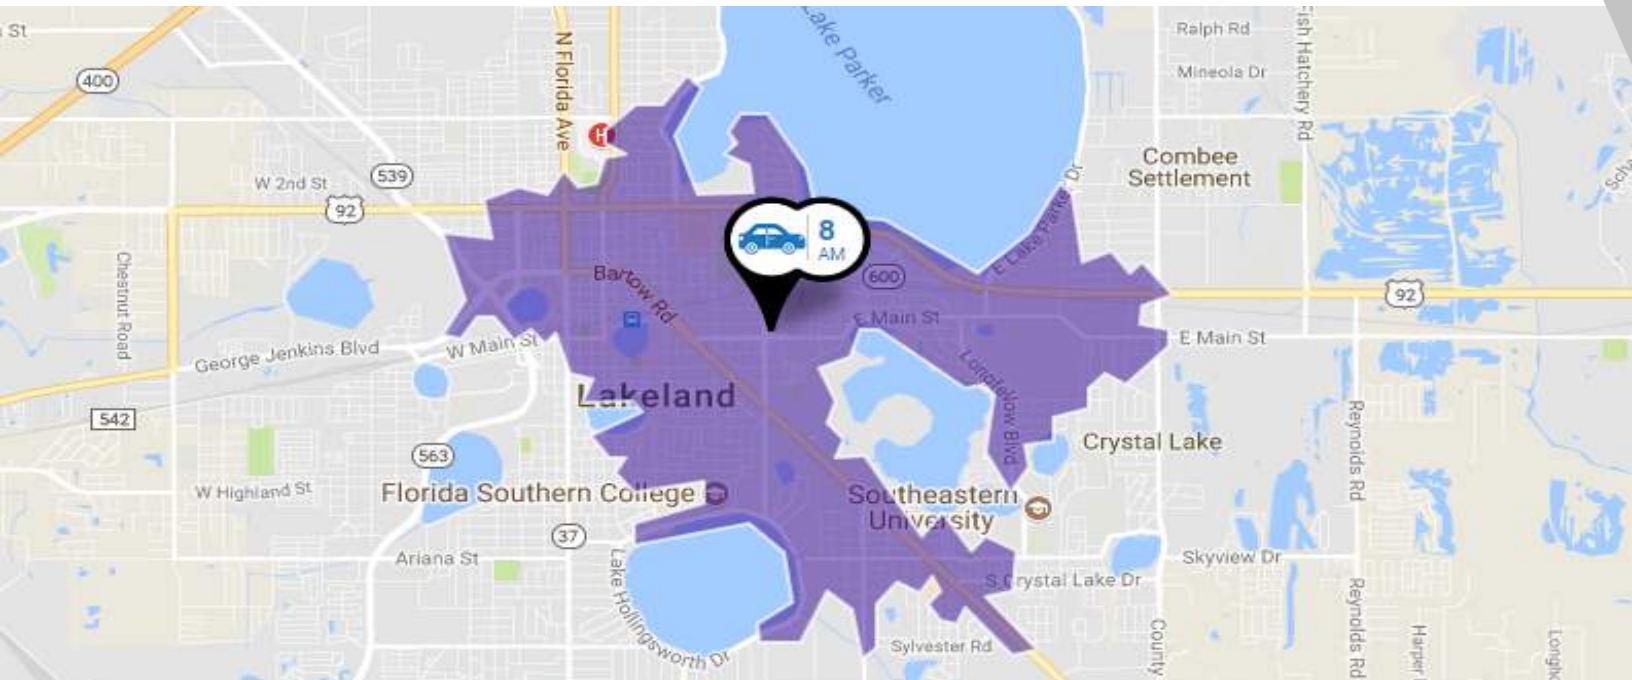 St
400
N Florida Ave
Lake Parker
Ralph Rd
Mineola Dr
Fish Hatchery Rd
Combee
Settlement
W 2nd St
539
92
H
8
AM
600
E Lake Parker Dr
92
Chestnut Road
Bartow Rd
E Main St
E Main St
George Jenkins Blvd
W Main St
Longfellow Blvd
Lakeland
542
563
Crystal Lake
Reynolds Rd
W Highland St
Florida Southern College
Southeastern
University
37
Ariana St
Lake Hollingsworth Dr
Skyview Dr
S Crystal Lake Dr
Sylvester Rd
County
Reynolds Rd
Harper